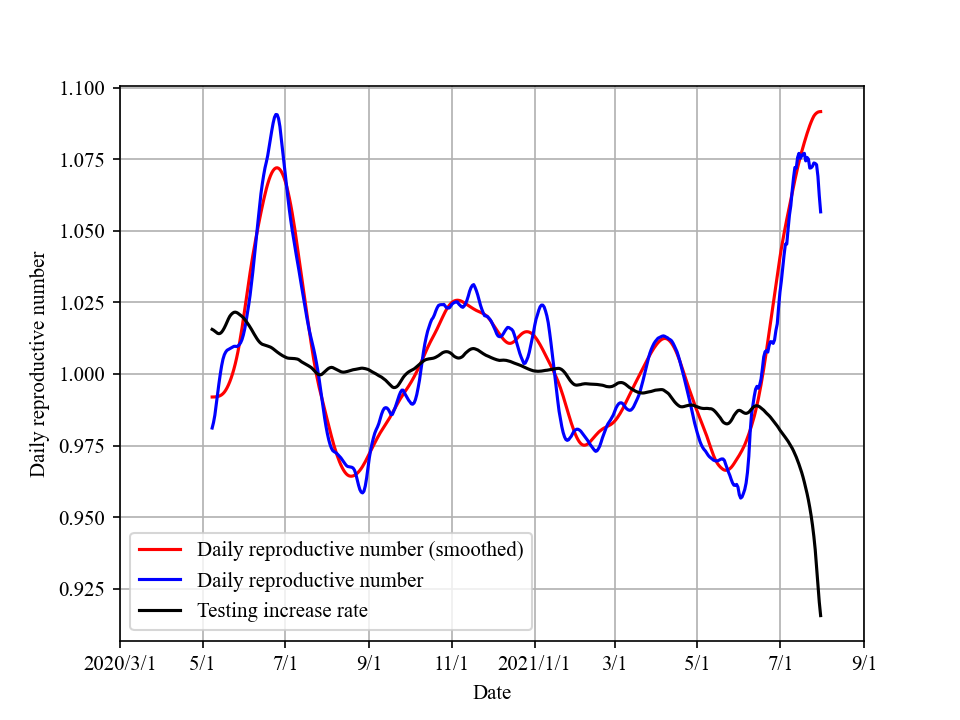 1.100
1.075
1.050
1.025
1.000
0.975
0.950
0.925
Daily reproductive number
Daily reproductive number (smoothed)
Daily reproductive number
Testing increase rate
2020/3/1 5/1 7/1 9/1 11/1 2021/1/1 3/1 5/1 7/1 9/1
Date